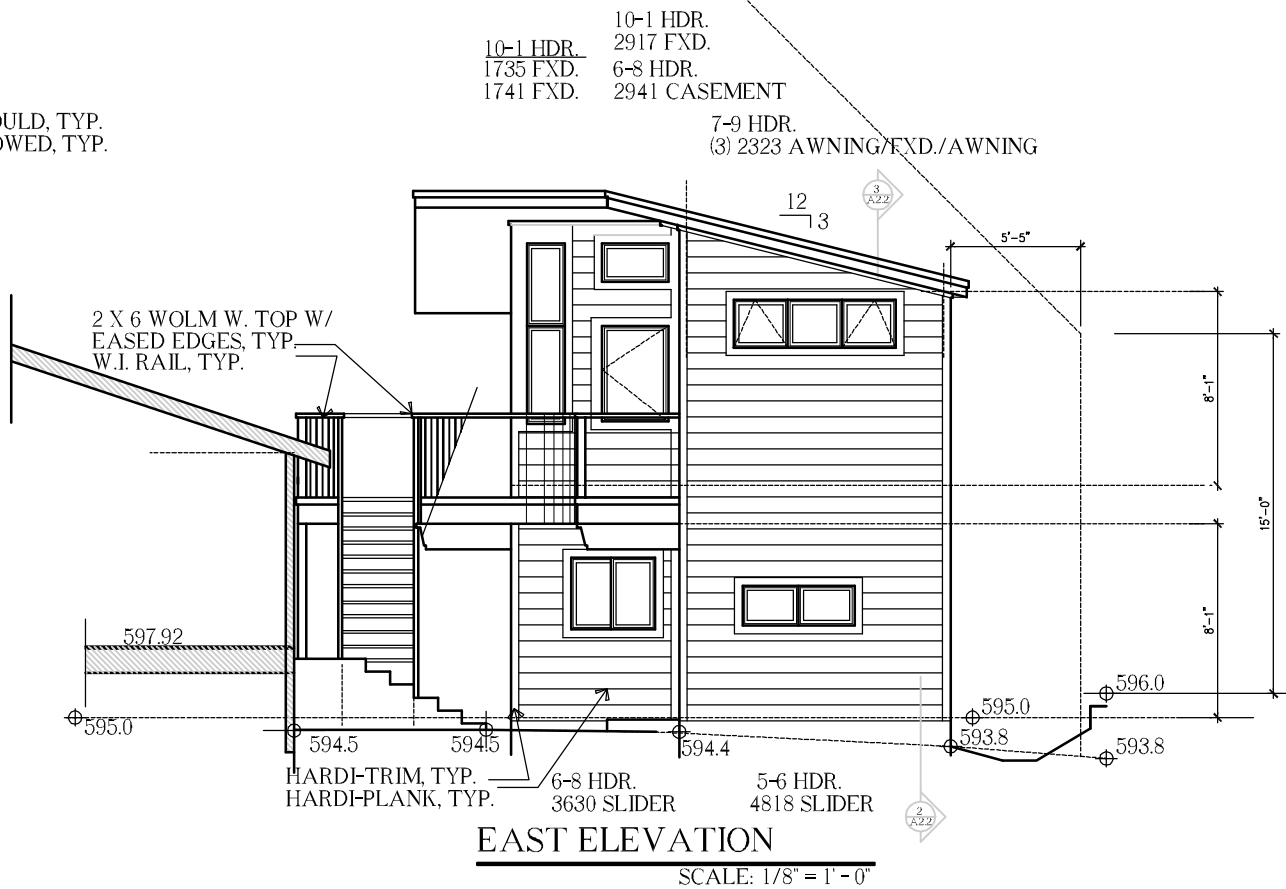 10-1 HDR.
2917 FXD.
10-1 HDR.
1735 FXD.
1741 FXD.
6-8 HDR.
2941 CASEMENT
OULD, TYP.
OWED, TYP.
7-9 HDR.
(3) 2323 AWNING/FXD./AWNING
3
A2.2
12
3
5'-5"
2 X 6 WOLM W. TOP W/
EASED EDGES, TYP.
W.I. RAIL, TYP.
8'-1"
15'-0"
8'-1"
597.92
596.0
595.0
595.0
594.5
594.5
594.4
593.8
593.8
HARDI-TRIM, TYP.
HARDI-PLANK, TYP.
6-8 HDR.
3630 SLIDER
5-6 HDR.
4818 SLIDER
2
A2.2
EAST ELEVATION
SCALE: 1/8" = 1' - 0"